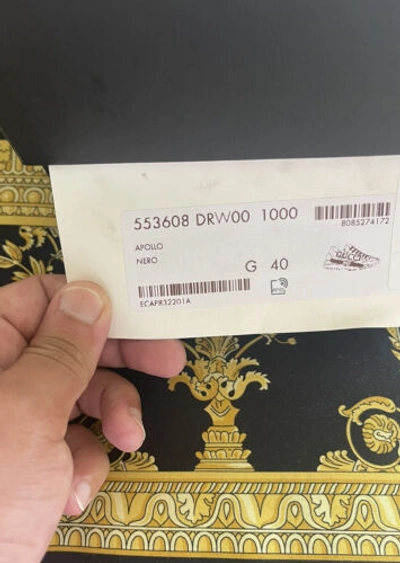 553608 DRW00 1000
8085274172
APOLLO
NERO
G 40
ECAPR32201A